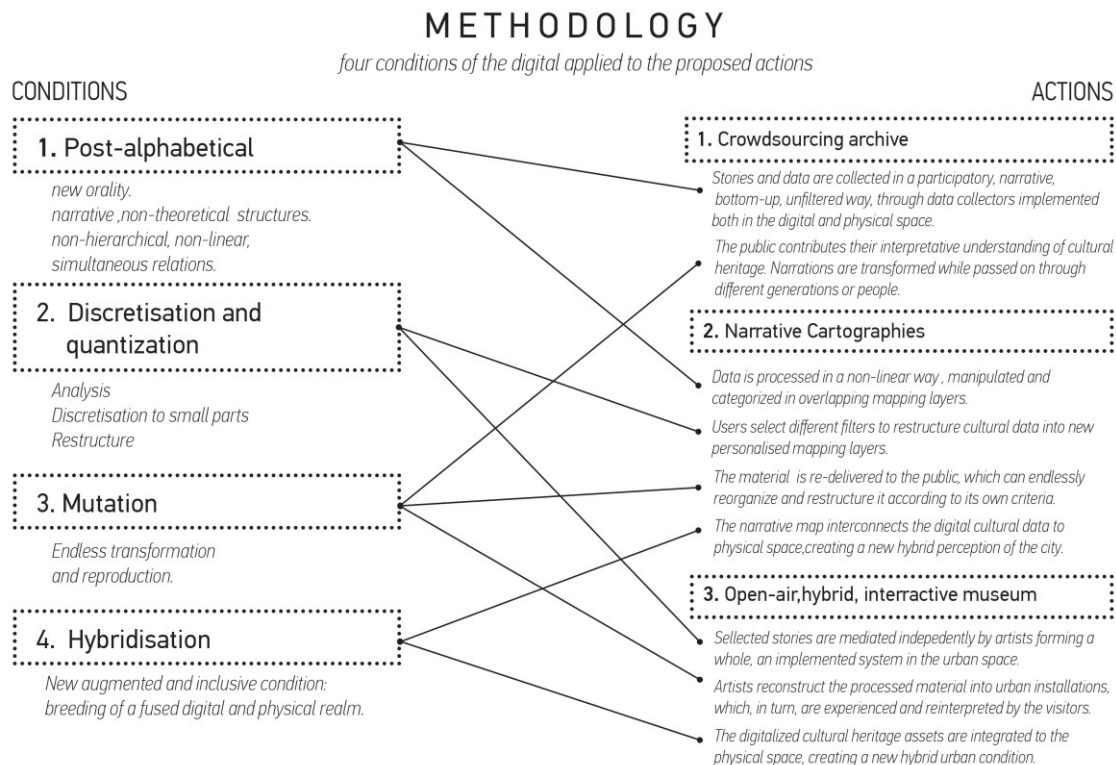 METHODOLOGY
four conditions of the digital applied to the proposed actions
CONDITIONS
1. Post-alphabetical
new orality.
narrative ,non-theoretical structures.
non-hierarchical, non-linear,
simultaneous relations.
2. Discretisation and
quantization
Analysis
Discretisation to small parts
Restructure
3. Mutation
Endless transformation
and reproduction.
4. Hybridisation
New augmented and inclusive condition:
breeding of a fused digital and physical realm.
ACTIONS
1. Crowdsourcing archive
Stories and data are collected in a participatory, narrative,
bottom-up, unfiltered way, through data collectors implemented
both in the digital and physical space.
The public contributes their interpretative understanding of cultural
heritage. Narrations are transformed while passed on through
different generations or people.
2. Narrative Cartographies
Data is processed in a non-linear way , manipulated and
categorized in overlapping mapping layers.
Users select different filters to restructure cultural data into new
personalised mapping layers.
The material is re-delivered to the public, which can endlessly
reorganize and restructure it according to its own criteria.
The narrative map interconnects the digital cultural data to
physical space,creating a new hybrid perception of the city.
3. Open-air,hybrid, interractive museum
Sellected stories are mediated indepedently by artists forming a
whole, an implemented system in the urban space.
Artists reconstruct the processed material into urban installations,
which, in turn, are experienced and reinterpreted by the visitors.
The digitalized cultural heritage assets are integrated to the
physical space, creating a new hybrid urban condition.